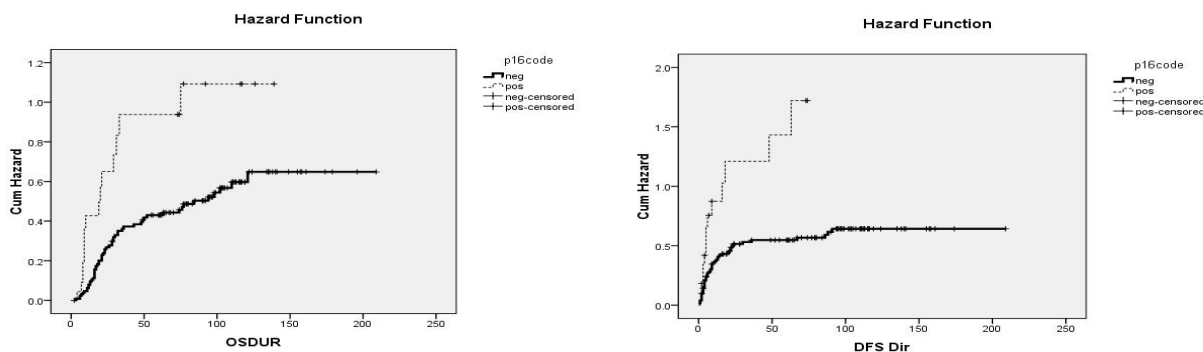 Hazard Function
p16code
neg
pos
neg-censored
pos-censored
Cum Hazard
1.2
1.0
0.8
0.6
0.4
0.2
0.0
0 50 100 150 200 250
OSDUR
Hazard Function
p16code
neg
pos
neg-censored
pos-censored
Cum Hazard
2.0
1.5
1.0
0.5
0.0
0 50 100 150 200 250
DFS Dir